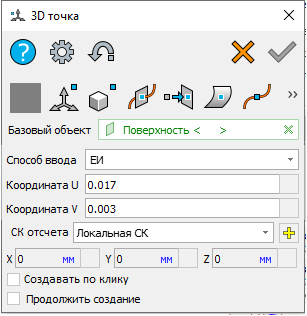 3D точка
Базовый объект Поверхность < >
Способ ввода ЕИ
Координата U 0.017
Координата V 0.003
СК отсчета Локальная СК
X 0 мм Y 0 мм Z 0 мм
Создавать по клику
Продолжить создание